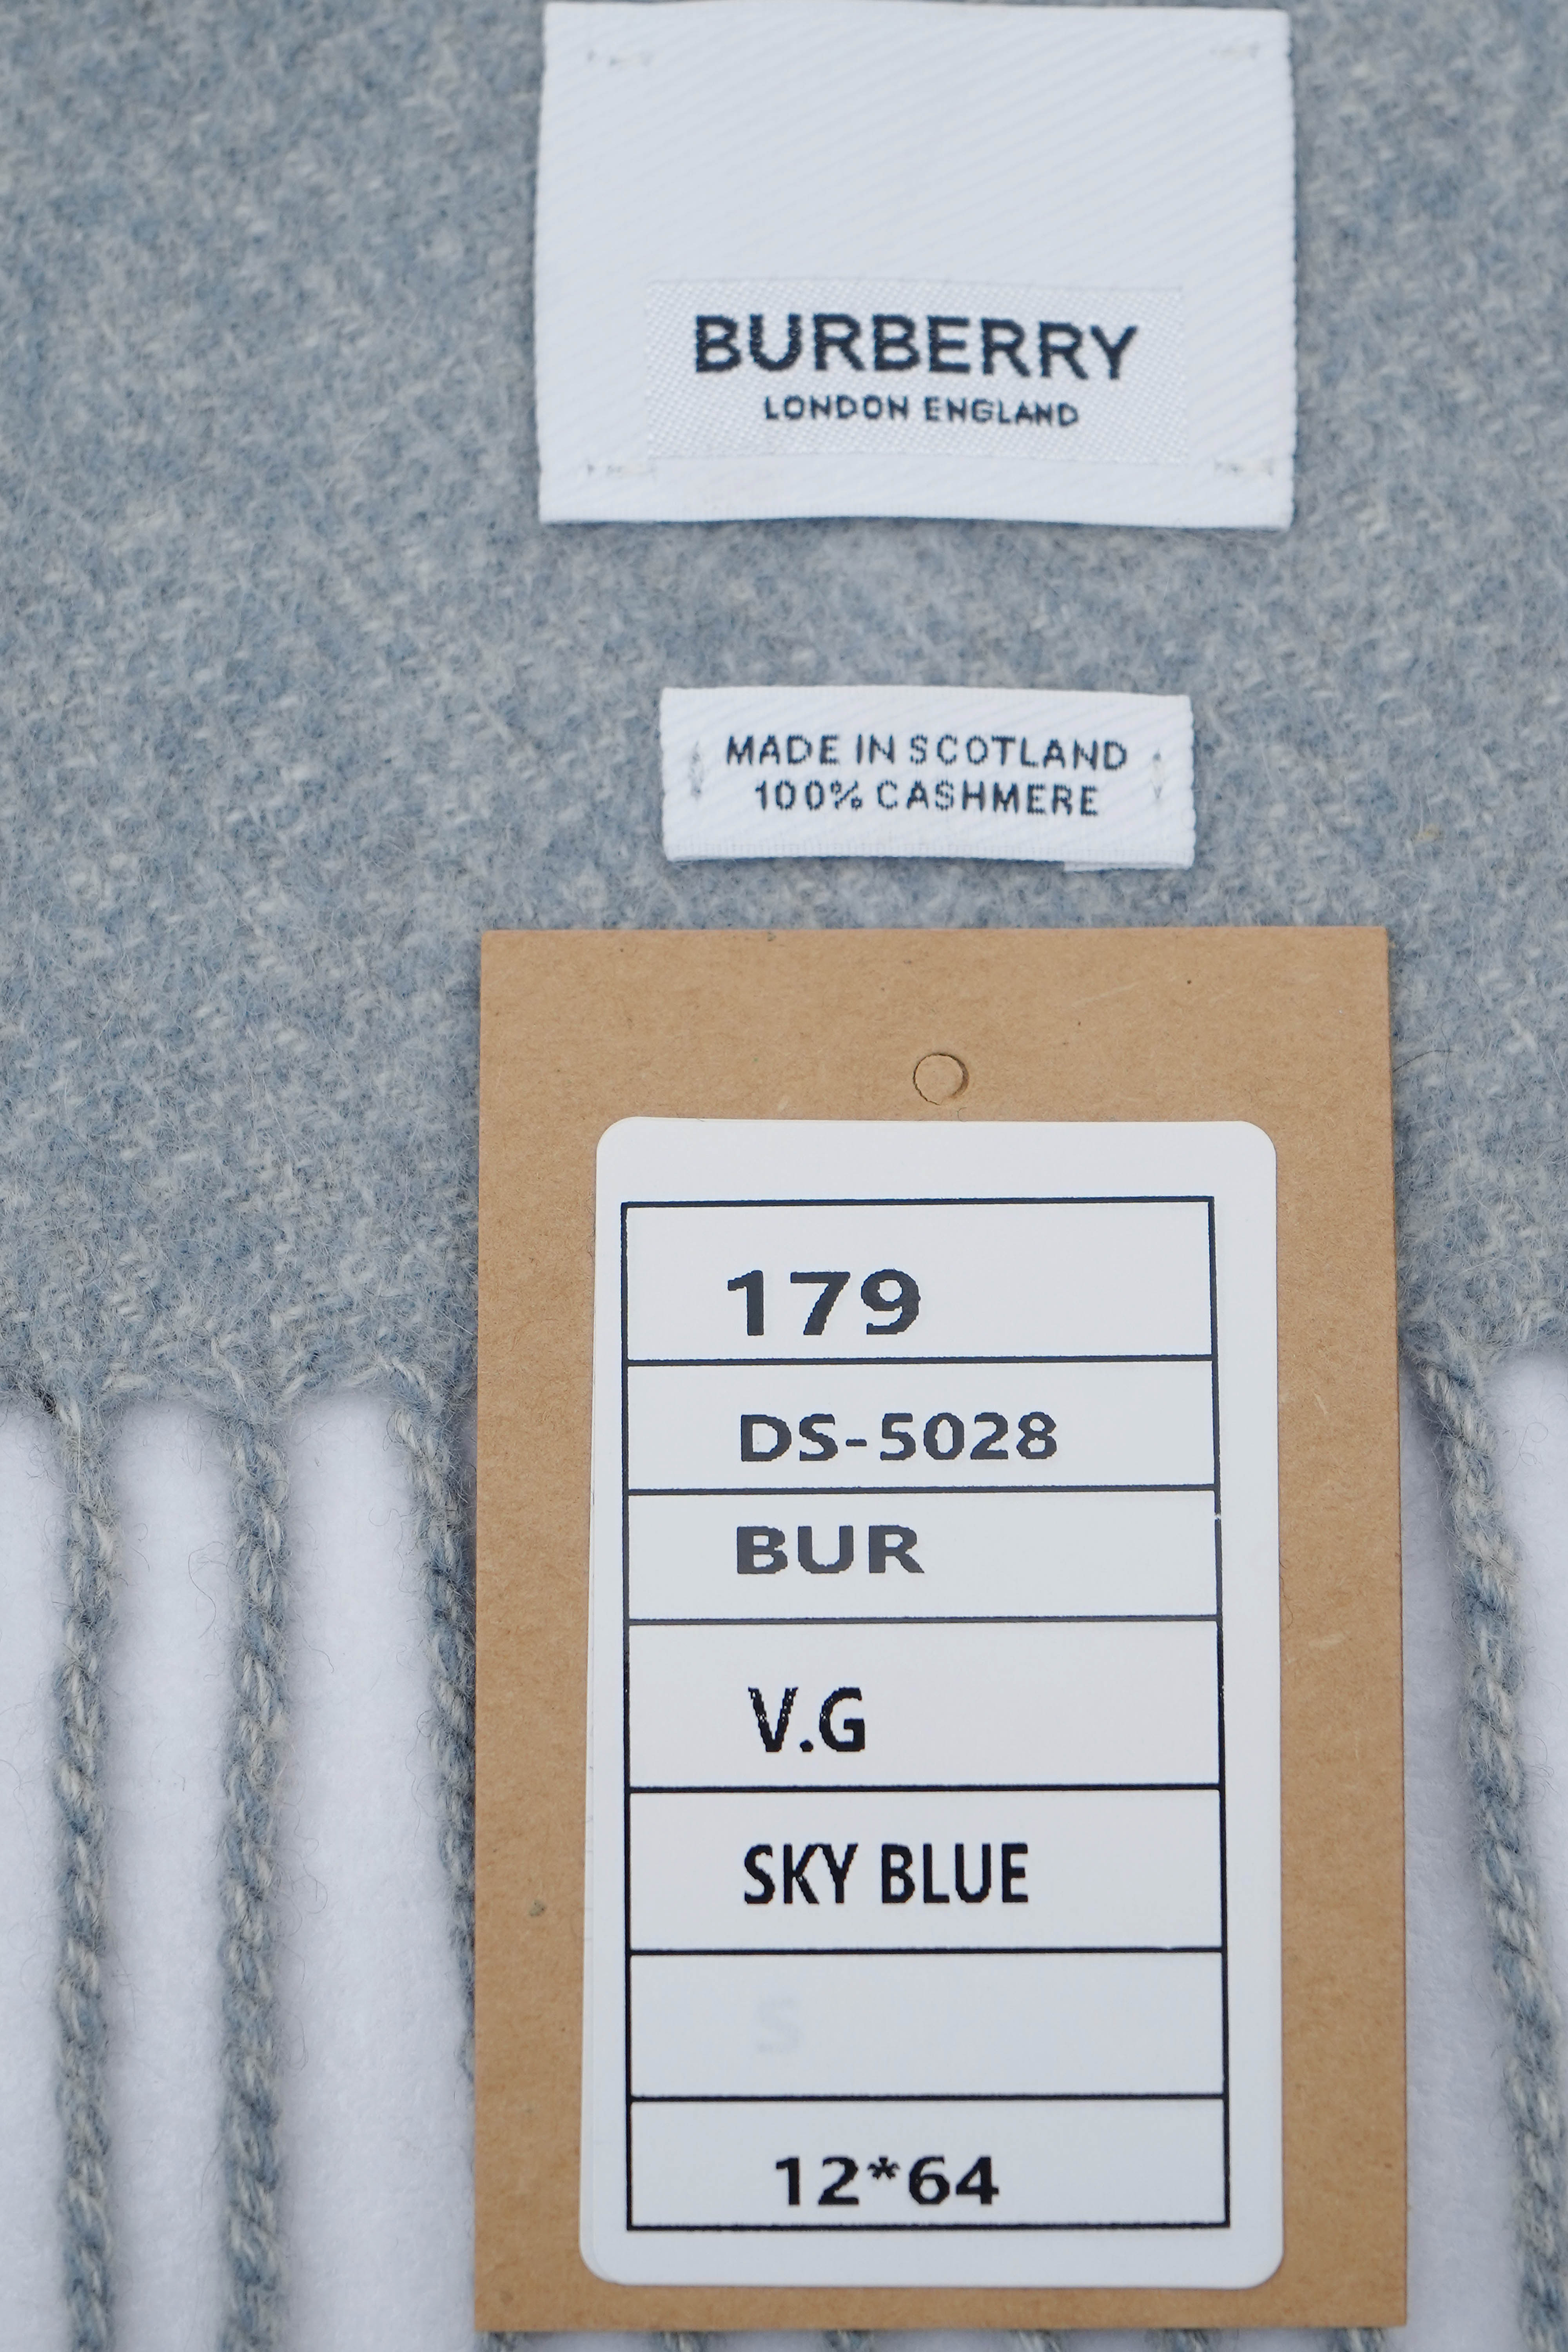 BURBERRY
LONDON ENGLAND
MADE IN SCOTLAND
100% CASHMERE
179
DS-5028
BUR
V.G
SKY BLUE
S
12*64